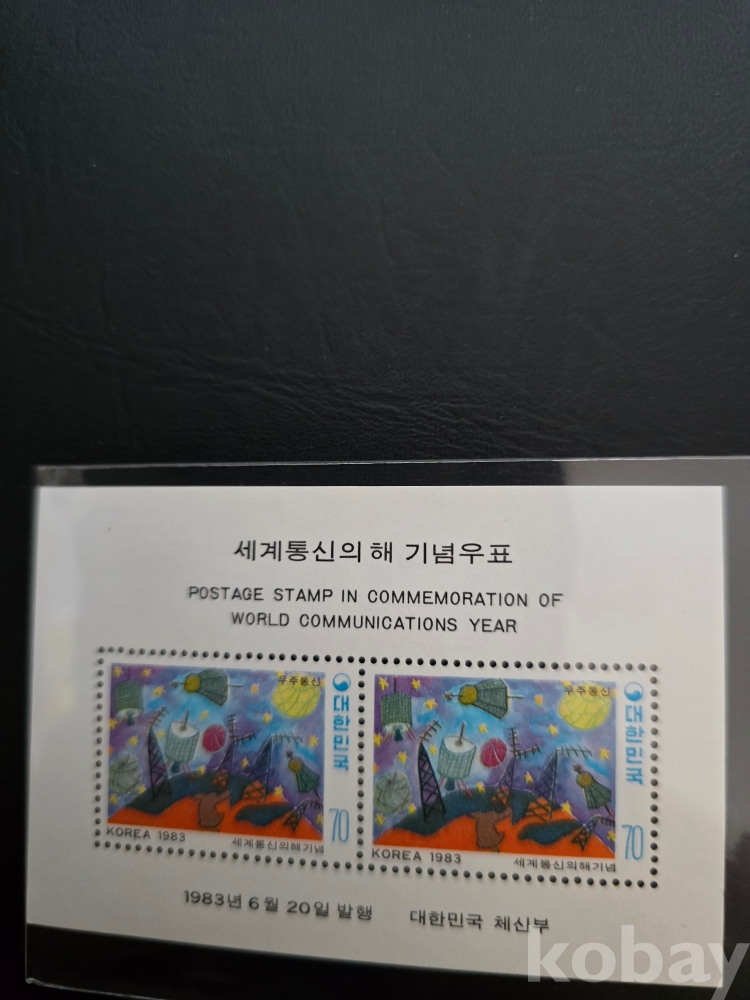 세계통신의 해 기념우표
POSTAGE STAMP IN COMMEMORATION OF
WORLD COMMUNICATIONS YEAR
우주통신
대한민국
70
KOREA 1983
세계통신의해기념
우주통신
대한민국
70
KOREA 1983
세계통신의해기념
1983년 6월 20일 발행 대한민국 체신부
kobay